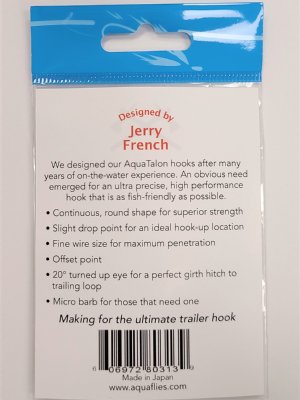 Designed by
Jerry
French
We designed our AquaTalon hooks after many
years of on-the-water experience. An obvious need
emerged for an ultra precise, high performance
hook that is as fish-friendly as possible.
• Continuous, round shape for superior strength
• Slight drop point for an ideal hook-up location
• Fine wire size for maximum penetration
• Offset point
• 20° turned up eye for a perfect girth hitch to
trailing loop
• Micro barb for those that need one
Making for the ultimate trailer hook
6 06972 80313 9
Made in Japan
www.aquaflies.com